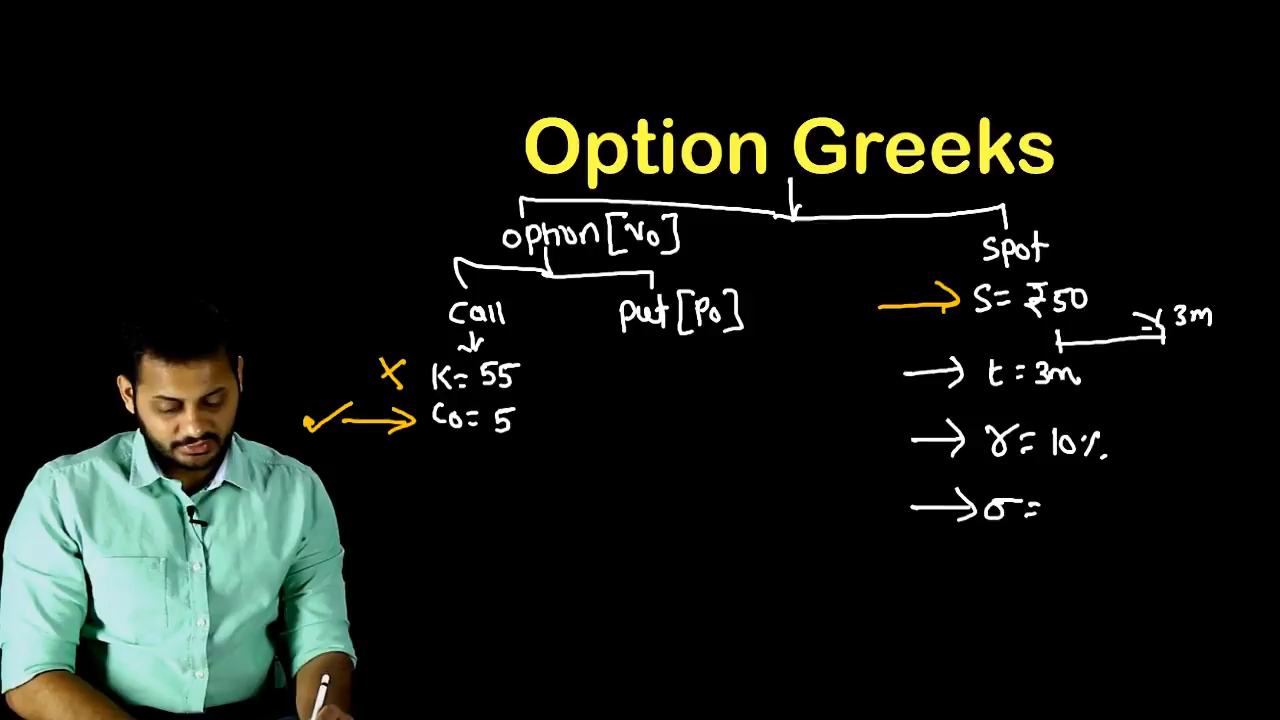 Option Greeks
option [v₀]
spot
call
put [p₀]
S = ₹50
3m
K = 55
t = 3m
C₀ = 5
r = 10%.
σ =